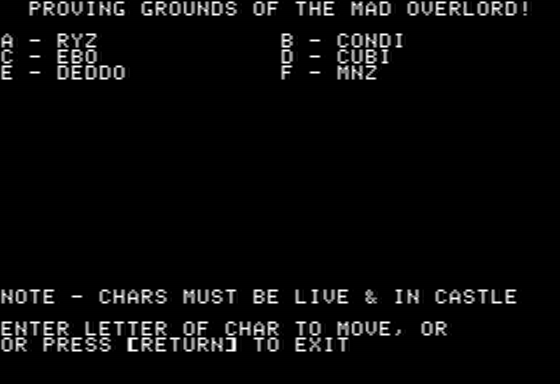 PROVING GROUNDS OF THE MAD OVERLORD!
A - RYZ B - CONDI
C - EBO D - CUBI
E - DEDDO F - MNZ
NOTE - CHARS MUST BE LIVE & IN CASTLE
ENTER LETTER OF CHAR TO MOVE, OR
OR PRESS [RETURN] TO EXIT